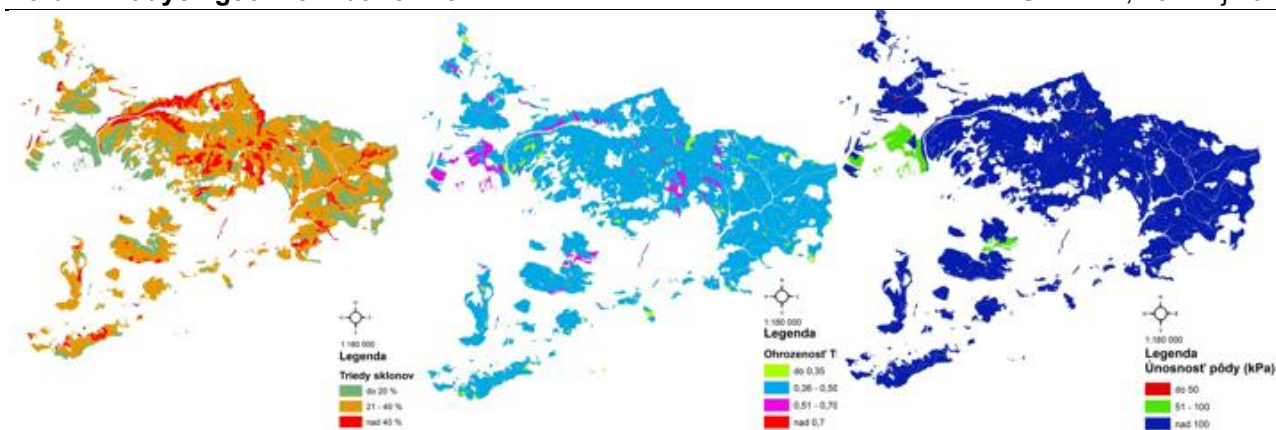 1:180 000
Legenda
Triedy sklonov
do 20 %
21 - 40 %
nad 40 %
1:180 000
Legenda
Ohrozenosť T
do 0,35
0,36 - 0,50
0,51 - 0,70
nad 0,7
1:180 000
Legenda
Únosnosť pôdy (kPa)
do 50
51 - 100
nad 100